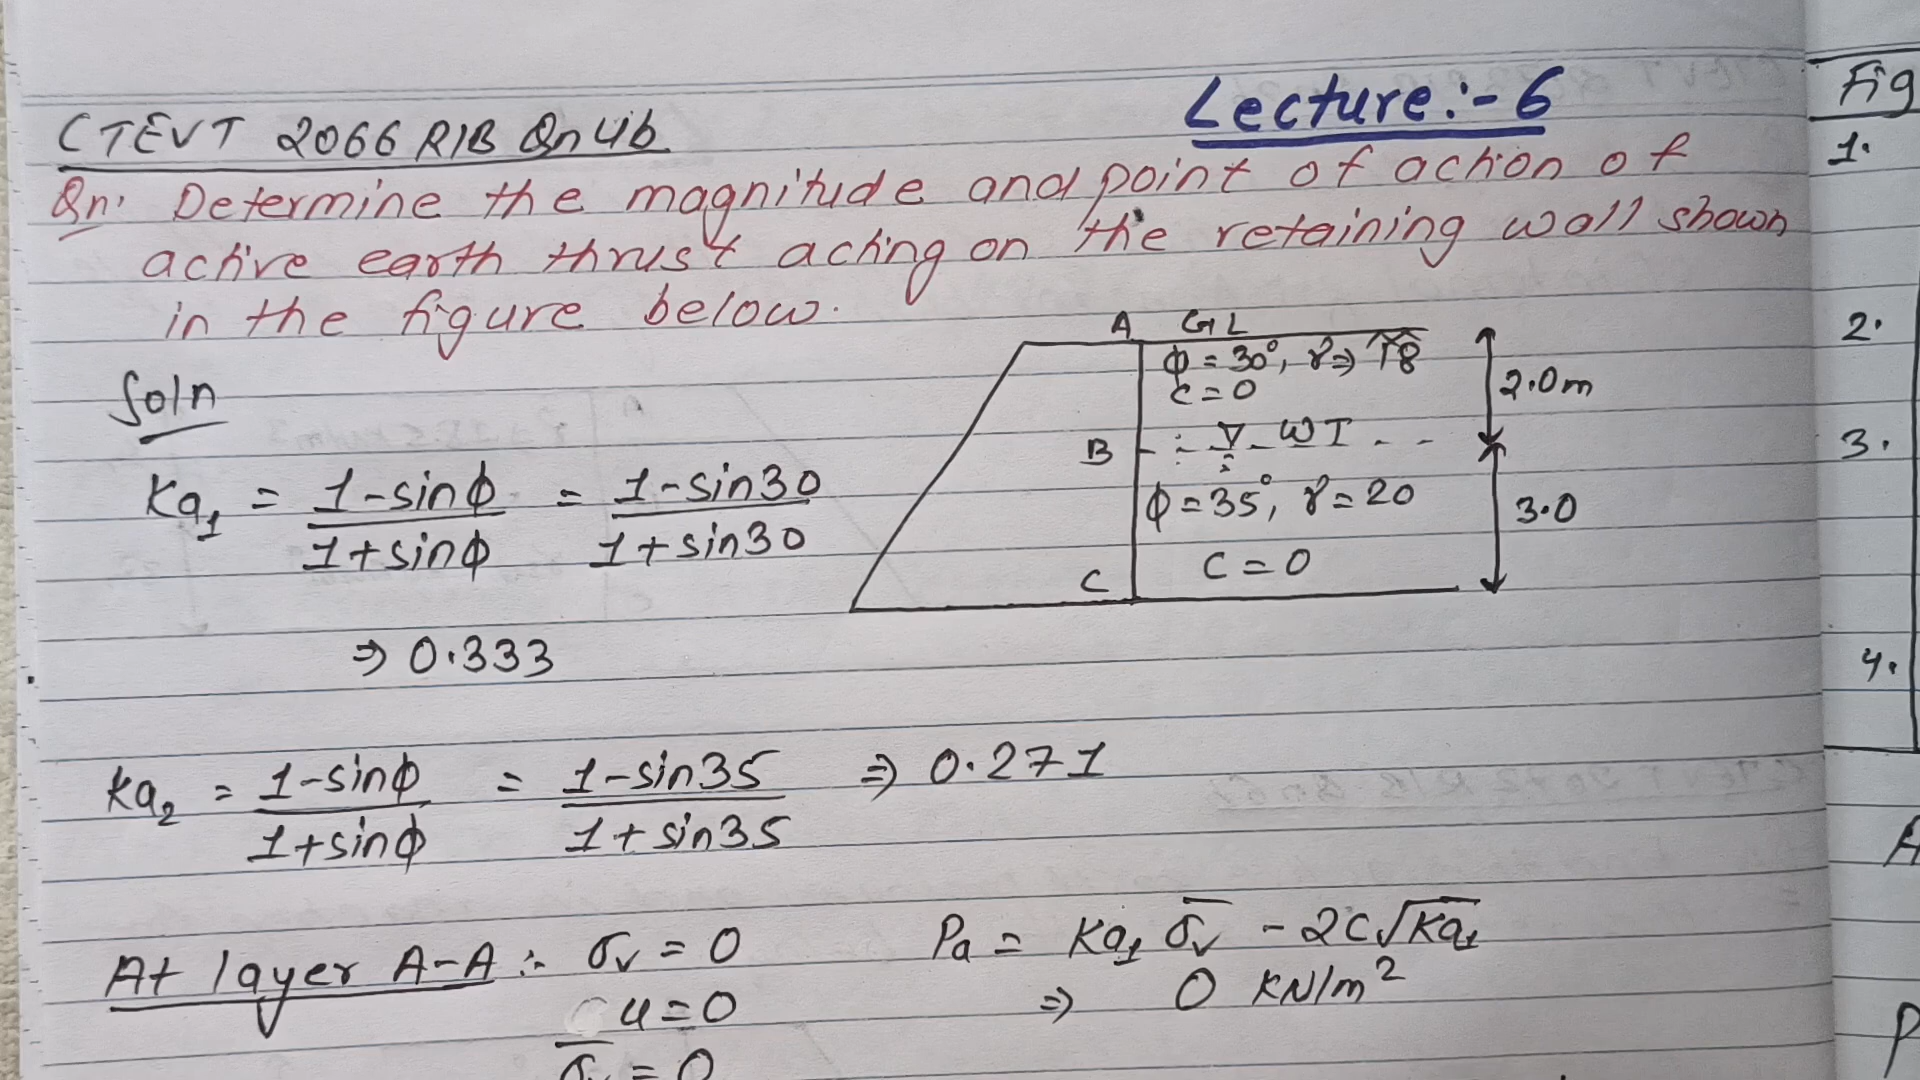 Lecture:- 6
CTEVT 2066 R/B Qn 4b
Qn: Determine the magnitude and point of action of
active earth thrust acting on the retaining wall shown
in the figure below.
A GL
ϕ = 30°, γ ⇒ 18
c = 0
2.0m
B WT
ϕ = 35°, γ = 20
3.0
C C = 0
Soln
Ka₁ = 1-sinϕ / 1+sinϕ = 1-sin30 / 1+sin30
⇒ 0.333
Ka₂ = 1-sinϕ / 1+sinϕ = 1-sin35 / 1+sin35 ⇒ 0.271
At layer A-A :- σv = 0 Pa = Ka₁ σ̅v - 2C√Ka₁
u = 0 ⇒ 0 KN/m²
σ̅v = 0
Fig
1.
2.
3.
4.